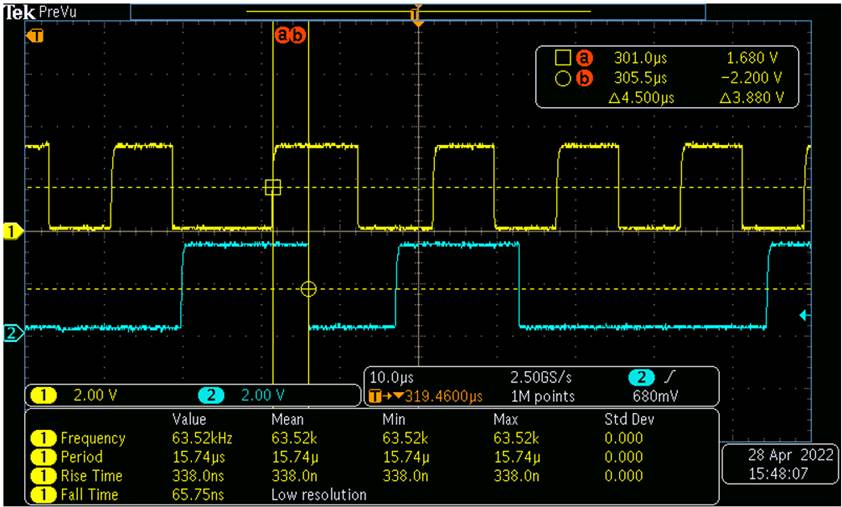 Tek PreVu
T
T
a b
a 301.0µs 1.680 V
b 305.5µs −2.200 V
△4.500µs △3.880 V
1
2
1 2.00 V 2 2.00 V
10.0µs 2.50GS/s 2
T→▼319.4600µs 1M points 680mV
Value Mean Min Max Std Dev
1 Frequency 63.52kHz 63.52k 63.52k 63.52k 0.000
1 Period 15.74µs 15.74µ 15.74µ 15.74µ 0.000
1 Rise Time 338.0ns 338.0n 338.0n 338.0n 0.000
1 Fall Time 65.75ns Low resolution
28 Apr 2022
15:48:07